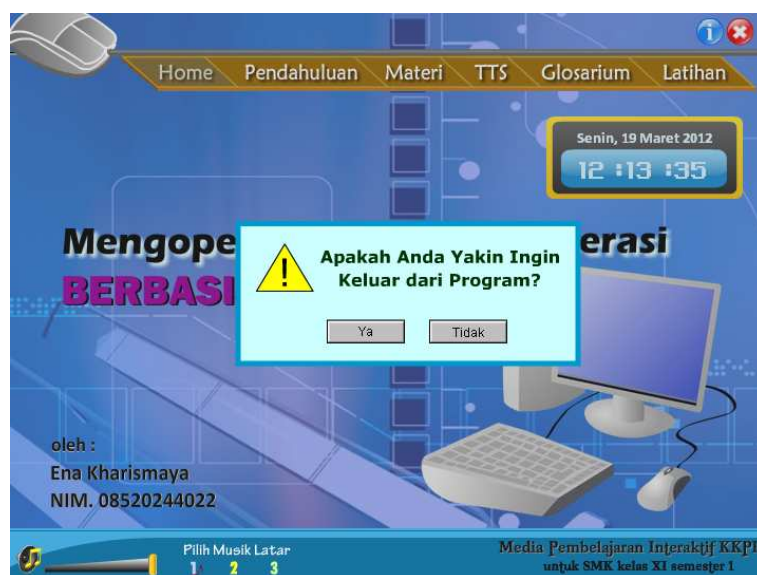 Home Pendahuluan Materi TTS Glosarium Latihan
Senin, 19 Maret 2012
12 :13 :35
Mengope erasi
BERBASI
Apakah Anda Yakin Ingin
Keluar dari Program?
Ya Tidak
oleh :
Ena Kharismaya
NIM. 08520244022
Pilih Musik Latar
1 2 3
Media Pembelajaran Interaktif KKPI
untuk SMK kelas XI semester 1